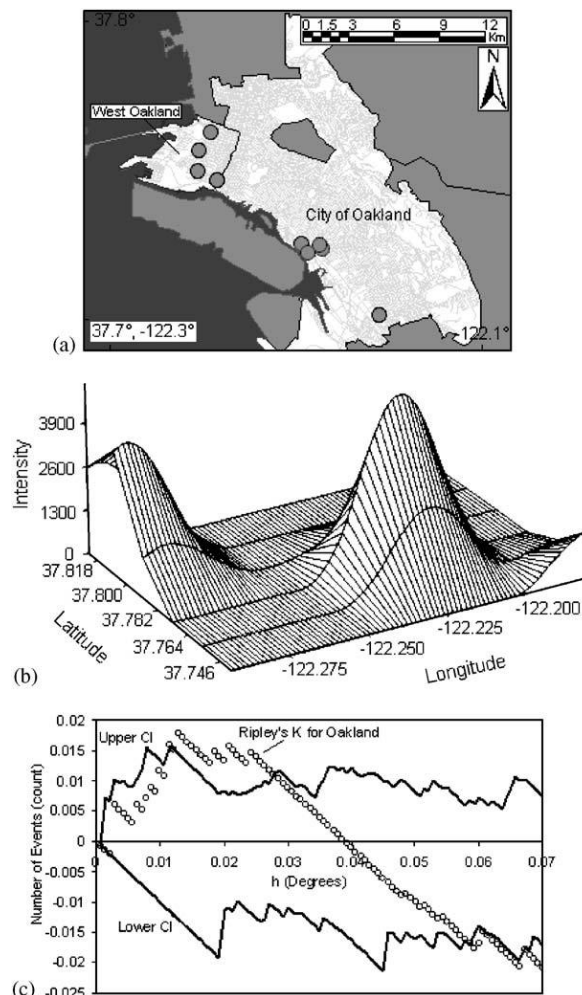 37.8°
0 1.5 3 6 9 12
Km
N
West Oakland
City of Oakland
37.7°, -122.3°
-122.1°
(a)
Intensity
3900
2600
1300
0
37.818
37.800
37.782
37.764
37.746
Latitude
-122.275
-122.250
-122.225
-122.200
Longitude
(b)
Number of Events (count)
0.02
0.015
0.01
0.005
0
-0.005
-0.01
-0.015
-0.02
-0.025
Upper CI
Ripley's K for Oakland
0 0.01 0.02 0.03 0.04 0.05 0.06 0.07
h (Degrees)
Lower CI
(c)